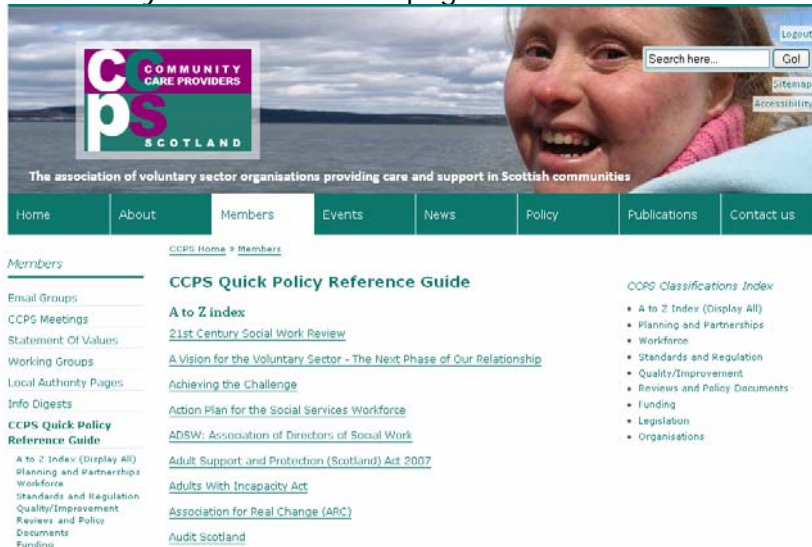 Logout
Search here...
Go!
Sitemap
Accessibility
CCPS
COMMUNITY
CARE PROVIDERS
SCOTLAND
The association of voluntary sector organisations providing care and support in Scottish communities
Home
About
Members
Events
News
Policy
Publications
Contact us
CCPS Home » Members
Members
Email Groups
CCPS Meetings
Statement Of Values
Working Groups
Local Authority Pages
Info Digests
CCPS Quick Policy
Reference Guide
A to Z Index (Display All)
Planning and Partnerships
Workforce
Standards and Regulation
Quality/Improvement
Reviews and Policy
Documents
Funding
CCPS Quick Policy Reference Guide
A to Z index
21st Century Social Work Review
A Vision for the Voluntary Sector - The Next Phase of Our Relationship
Achieving the Challenge
Action Plan for the Social Services Workforce
ADSW: Association of Directors of Social Work
Adult Support and Protection (Scotland) Act 2007
Adults With Incapacity Act
Association for Real Change (ARC)
Audit Scotland
CCPS Classifications Index
• A to Z Index (Display All)
• Planning and Partnerships
• Workforce
• Standards and Regulation
• Quality/Improvement
• Reviews and Policy Documents
• Funding
• Legislation
• Organisations